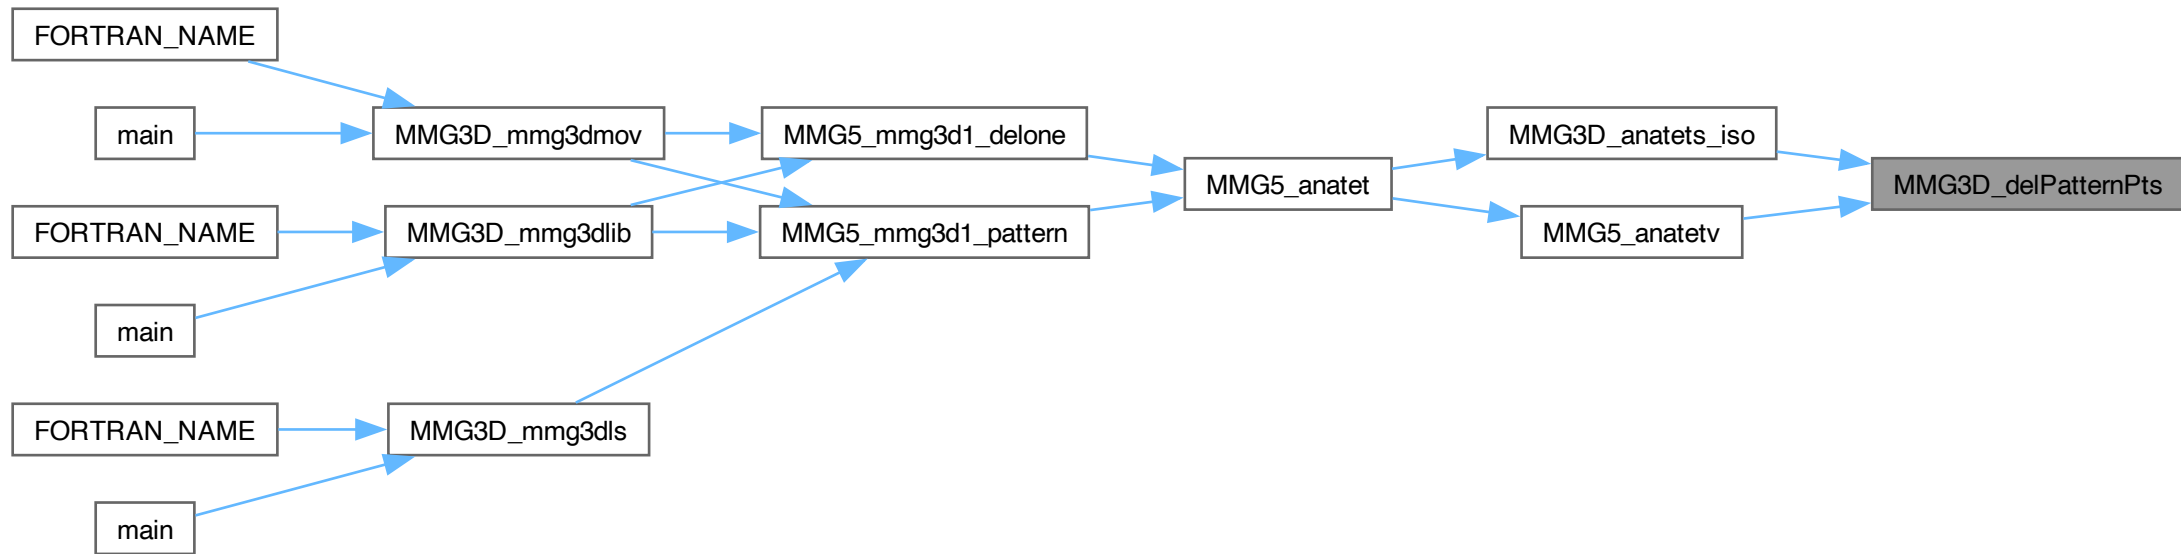 FORTRAN_NAME
main
MMG3D_mmg3dmov
MMG5_mmg3d1_delone
MMG3D_anatets_iso
MMG5_anatet
MMG3D_delPatternPts
FORTRAN_NAME
MMG3D_mmg3dlib
MMG5_mmg3d1_pattern
MMG5_anatetv
main
FORTRAN_NAME
MMG3D_mmg3dls
main